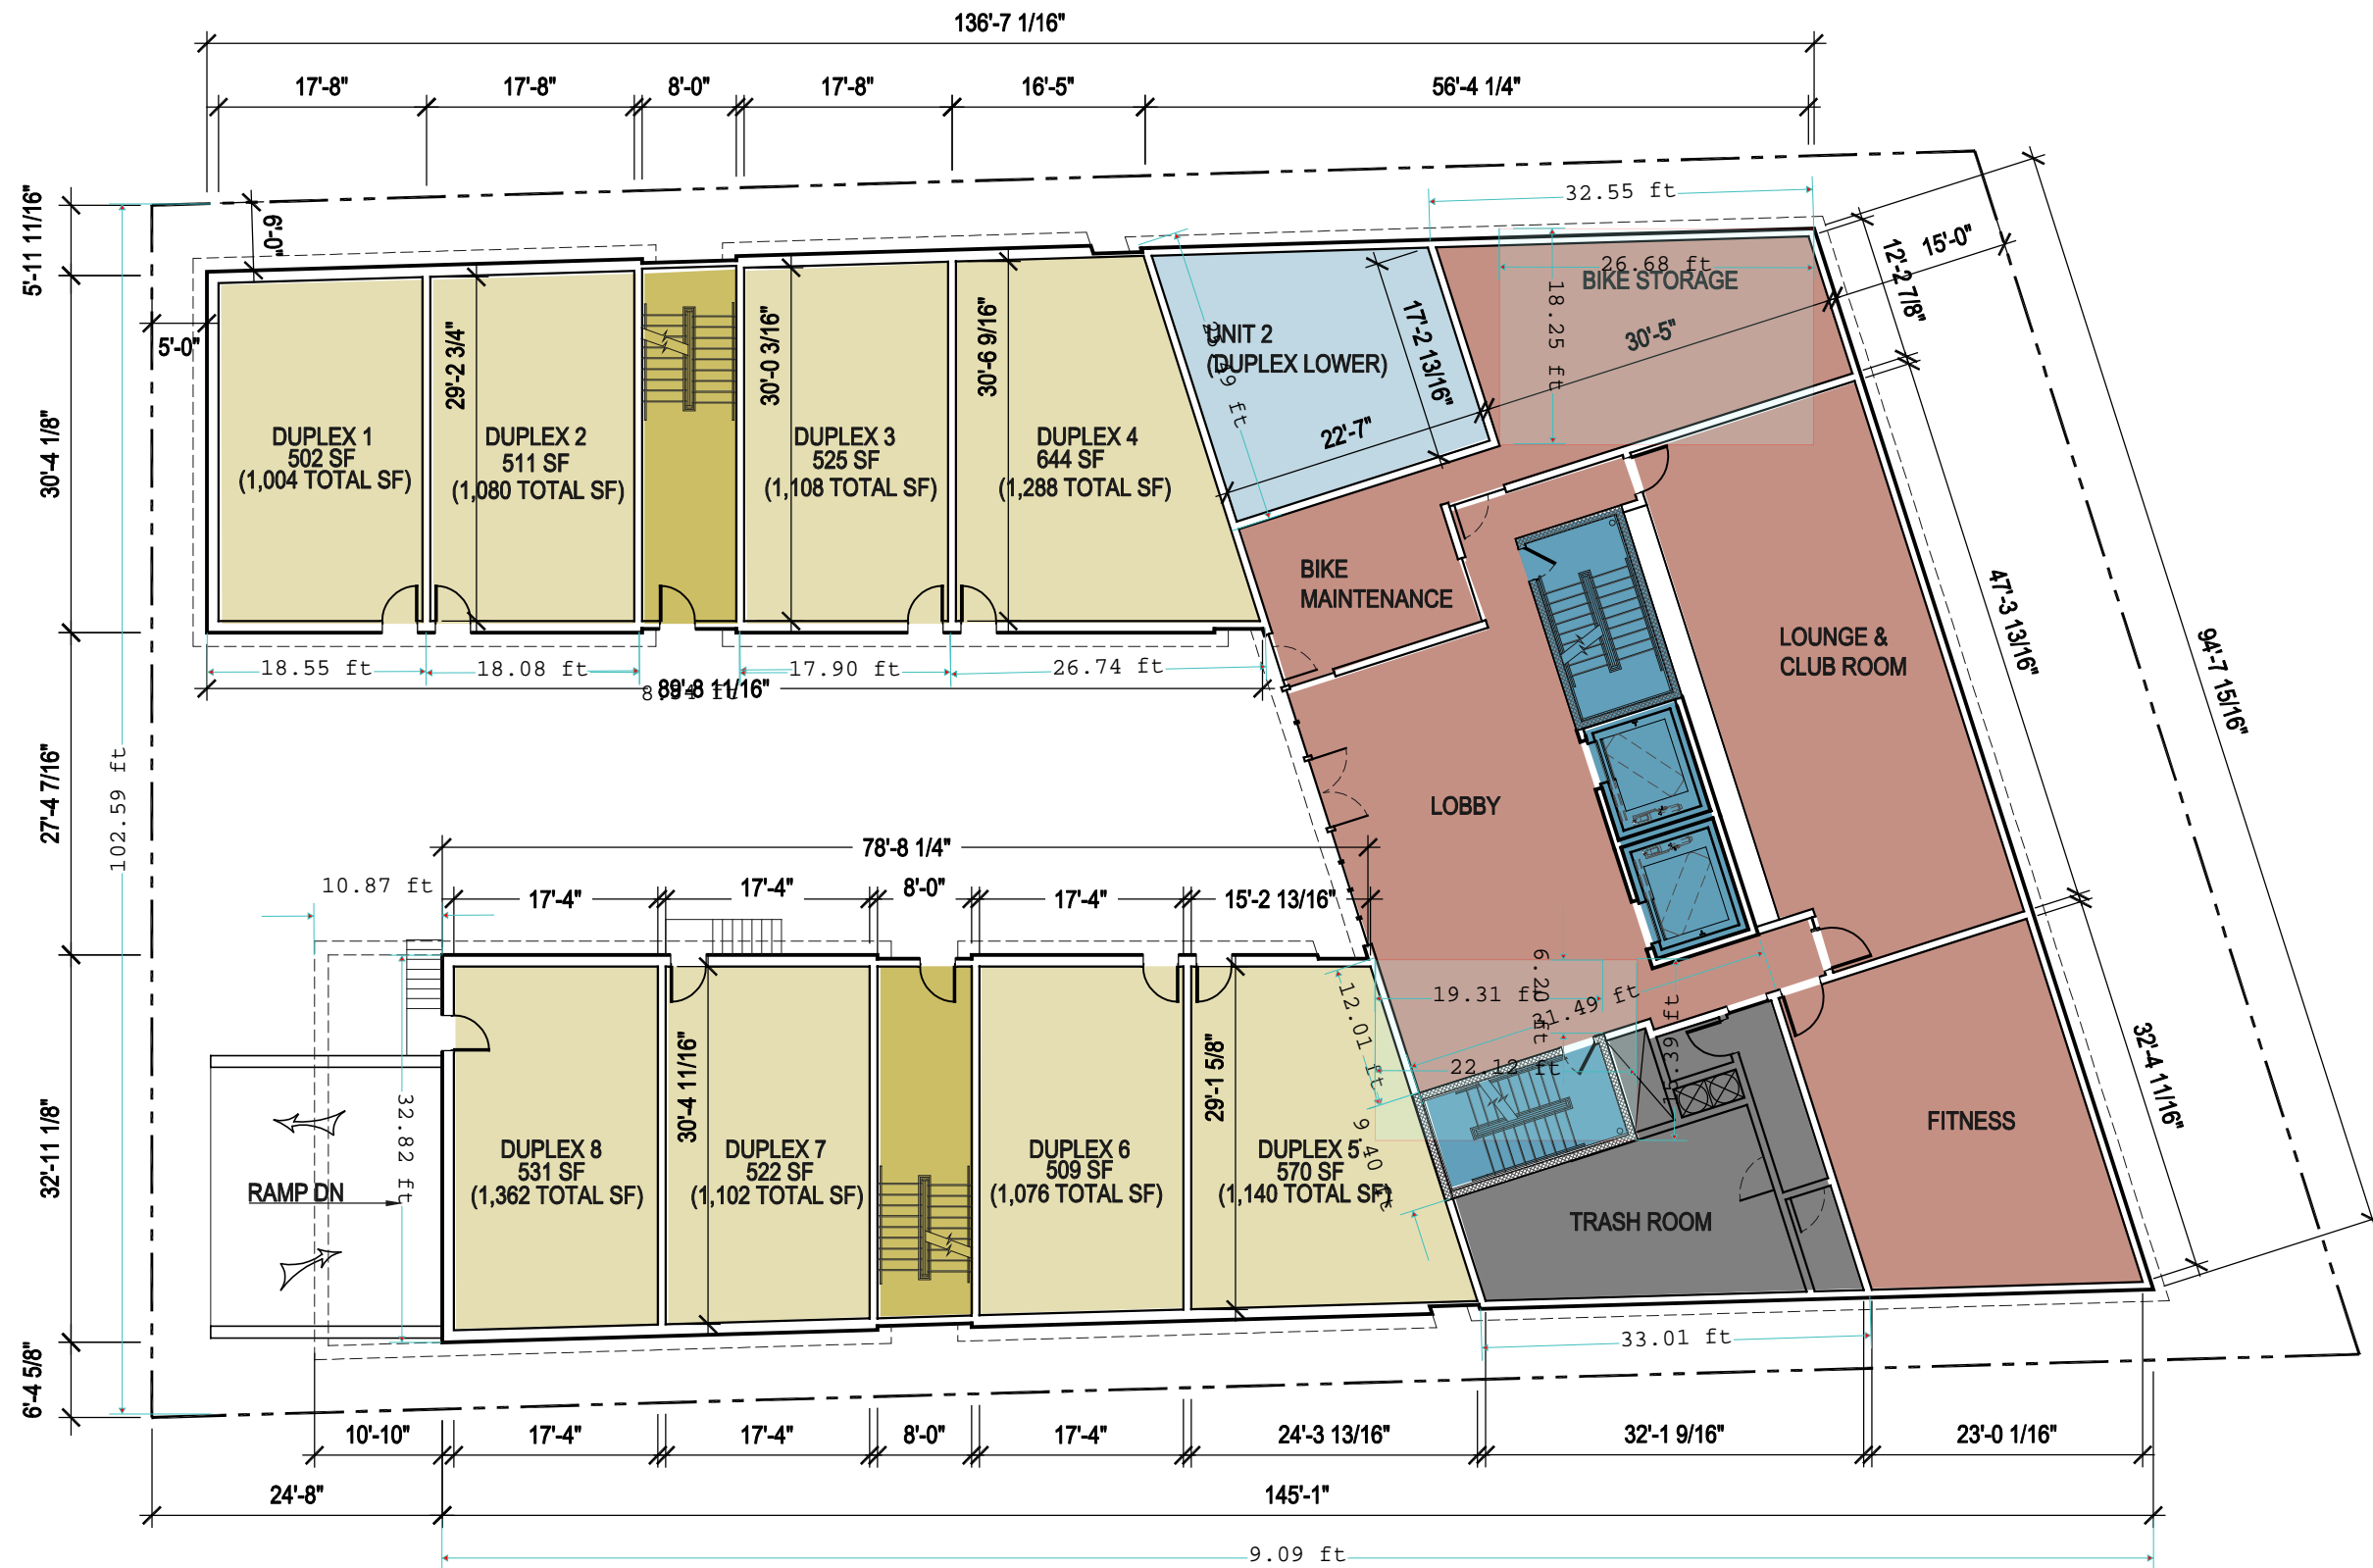 136'-7 1/16"
17'-8"
17'-8"
8'-0"
17'-8"
16'-5"
56'-4 1/4"
5'-11 11/16"
6'-0"
32.55 ft
15'-0"
12'-2 7/8"
26.68 ft
BIKE STORAGE
18.25 ft
30'-5"
5'-0"
29'-2 3/4"
30'-0 3/16"
30'-6 9/16"
UNIT 2
(DUPLEX LOWER)
17'-2 13/16"
22'-7"
30'-4 1/8"
DUPLEX 1
502 SF
(1,004 TOTAL SF)
DUPLEX 2
511 SF
(1,080 TOTAL SF)
DUPLEX 3
525 SF
(1,108 TOTAL SF)
DUPLEX 4
644 SF
(1,288 TOTAL SF)
BIKE
MAINTENANCE
LOUNGE &
CLUB ROOM
47'-3 13/16"
94'-7 15/16"
18.55 ft
18.08 ft
17.90 ft
26.74 ft
89'-8 11/16"
27'-4 7/16"
102.59 ft
LOBBY
78'-8 1/4"
10.87 ft
17'-4"
17'-4"
8'-0"
17'-4"
15'-2 13/16"
19.31 ft
6.20 ft
31.49 ft
12.01 ft
22.12 ft
9.40 ft
32'-4 11/16"
32'-11 1/8"
32.82 ft
30'-4 11/16"
29'-1 5/8"
RAMP DN
DUPLEX 8
531 SF
(1,362 TOTAL SF)
DUPLEX 7
522 SF
(1,102 TOTAL SF)
DUPLEX 6
509 SF
(1,076 TOTAL SF)
DUPLEX 5
570 SF
(1,140 TOTAL SF)
FITNESS
TRASH ROOM
33.01 ft
6'-4 5/8"
10'-10"
17'-4"
17'-4"
8'-0"
17'-4"
24'-3 13/16"
32'-1 9/16"
23'-0 1/16"
24'-8"
145'-1"
9.09 ft